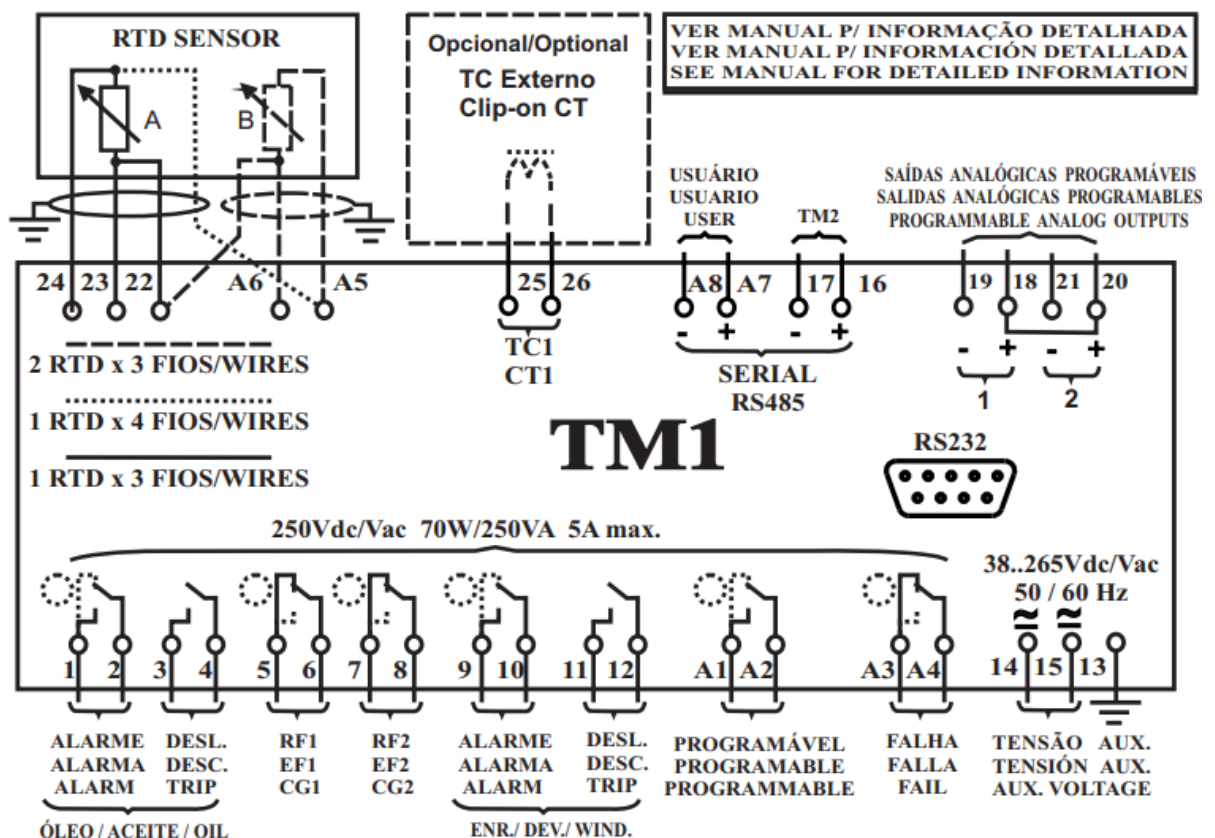 RTD SENSOR
A
B
Opcional/Optional
TC Externo
Clip-on CT
VER MANUAL P/ INFORMAÇÃO DETALHADA
VER MANUAL P/ INFORMACIÓN DETALLADA
SEE MANUAL FOR DETAILED INFORMATION
USUÁRIO
USUARIO
USER
TM2
SAÍDAS ANALÓGICAS PROGRAMÁVEIS
SALIDAS ANALÓGICAS PROGRAMABLES
PROGRAMMABLE ANALOG OUTPUTS
24 23 22 A6 A5
25 26
A8 A7 17 16
19 18 21 20
- + - +
- + - +
1 2
TC1
CT1
SERIAL
RS485
2 RTD x 3 FIOS/WIRES
1 RTD x 4 FIOS/WIRES
1 RTD x 3 FIOS/WIRES
TM1
RS232
250Vdc/Vac 70W/250VA 5A max.
38..265Vdc/Vac
50 / 60 Hz
≂ ≂
1 2 3 4 5 6 7 8 9 10 11 12 A1 A2 A3 A4 14 15 13
ALARME
ALARMA
ALARM
DESL.
DESC.
TRIP
RF1
EF1
CG1
RF2
EF2
CG2
ALARME
ALARMA
ALARM
DESL.
DESC.
TRIP
PROGRAMÁVEL
PROGRAMABLE
PROGRAMMABLE
FALHA
FALLA
FAIL
TENSÃO AUX.
TENSIÓN AUX.
AUX. VOLTAGE
ÓLEO / ACEITE / OIL
ENR./ DEV./ WIND.